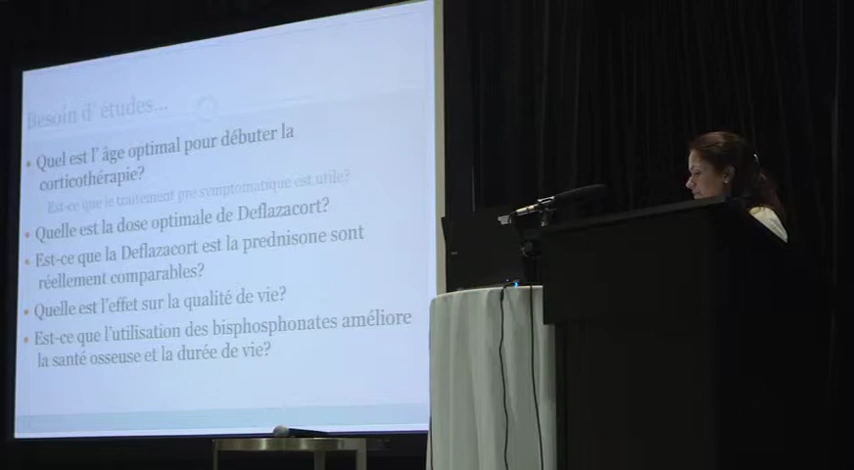 Besoin d' études...
Quel est l' âge optimal pour débuter la
corticothérapie?
Est-ce que le traitement pre symptomatique est utile?
Quelle est la dose optimale de Deflazacort?
Est-ce que la Deflazacort est la prednisone sont
réellement comparables?
Quelle est l'effet sur la qualité de vie?
Est-ce que l'utilisation des bisphosphonates améliore
la santé osseuse et la durée de vie?